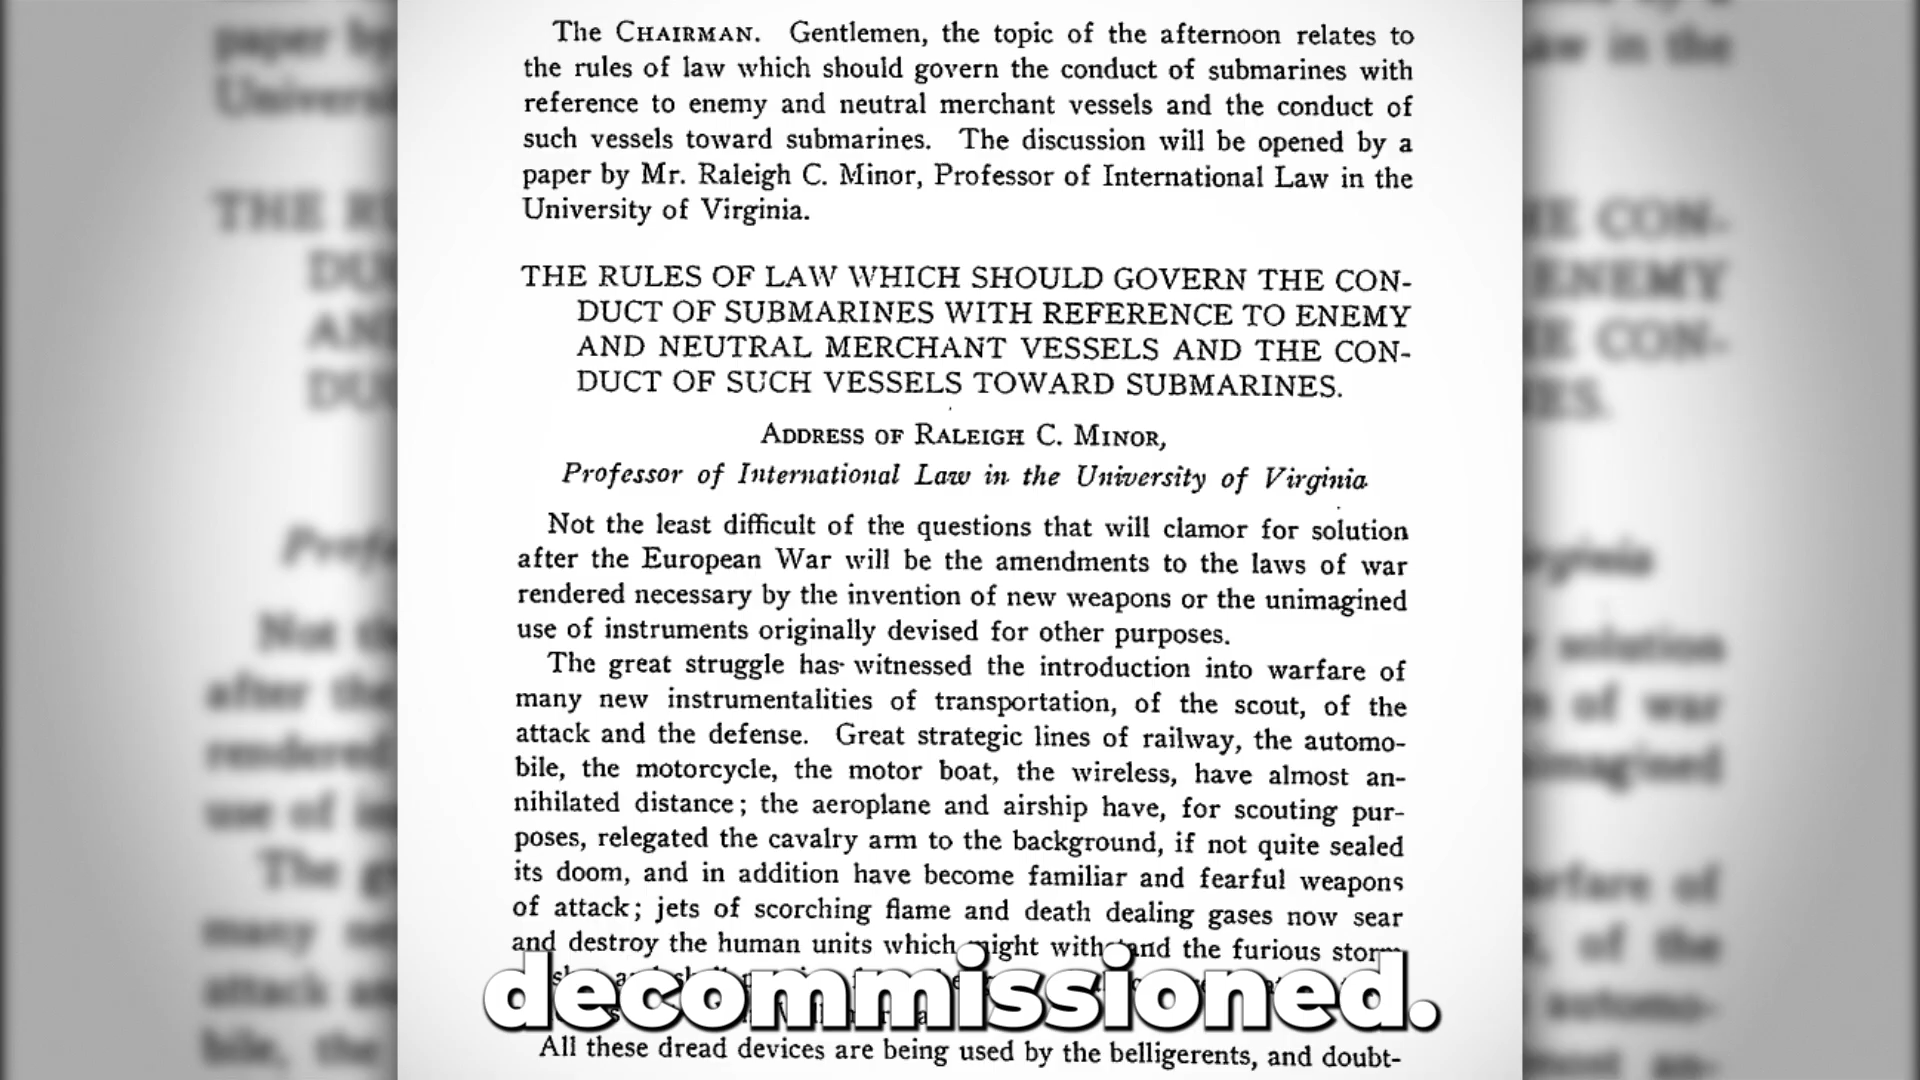 The CHAIRMAN. Gentlemen, the topic of the afternoon relates to
the rules of law which should govern the conduct of submarines with
reference to enemy and neutral merchant vessels and the conduct of
such vessels toward submarines. The discussion will be opened by a
paper by Mr. Raleigh C. Minor, Professor of International Law in the
University of Virginia.
THE RULES OF LAW WHICH SHOULD GOVERN THE CON-
DUCT OF SUBMARINES WITH REFERENCE TO ENEMY
AND NEUTRAL MERCHANT VESSELS AND THE CON-
DUCT OF SUCH VESSELS TOWARD SUBMARINES.
ADDRESS OF RALEIGH C. MINOR,
Professor of International Law in the University of Virginia
Not the least difficult of the questions that will clamor for solution
after the European War will be the amendments to the laws of war
rendered necessary by the invention of new weapons or the unimagined
use of instruments originally devised for other purposes.
The great struggle has witnessed the introduction into warfare of
many new instrumentalities of transportation, of the scout, of the
attack and the defense. Great strategic lines of railway, the automo-
bile, the motorcycle, the motor boat, the wireless, have almost an-
nihilated distance; the aeroplane and airship have, for scouting pur-
poses, relegated the cavalry arm to the background, if not quite sealed
its doom, and in addition have become familiar and fearful weapons
of attack; jets of scorching flame and death dealing gases now sear
and destroy the human units which might withstand the furious storm
decommissioned.
All these dread devices are being used by the belligerents, and doubt-